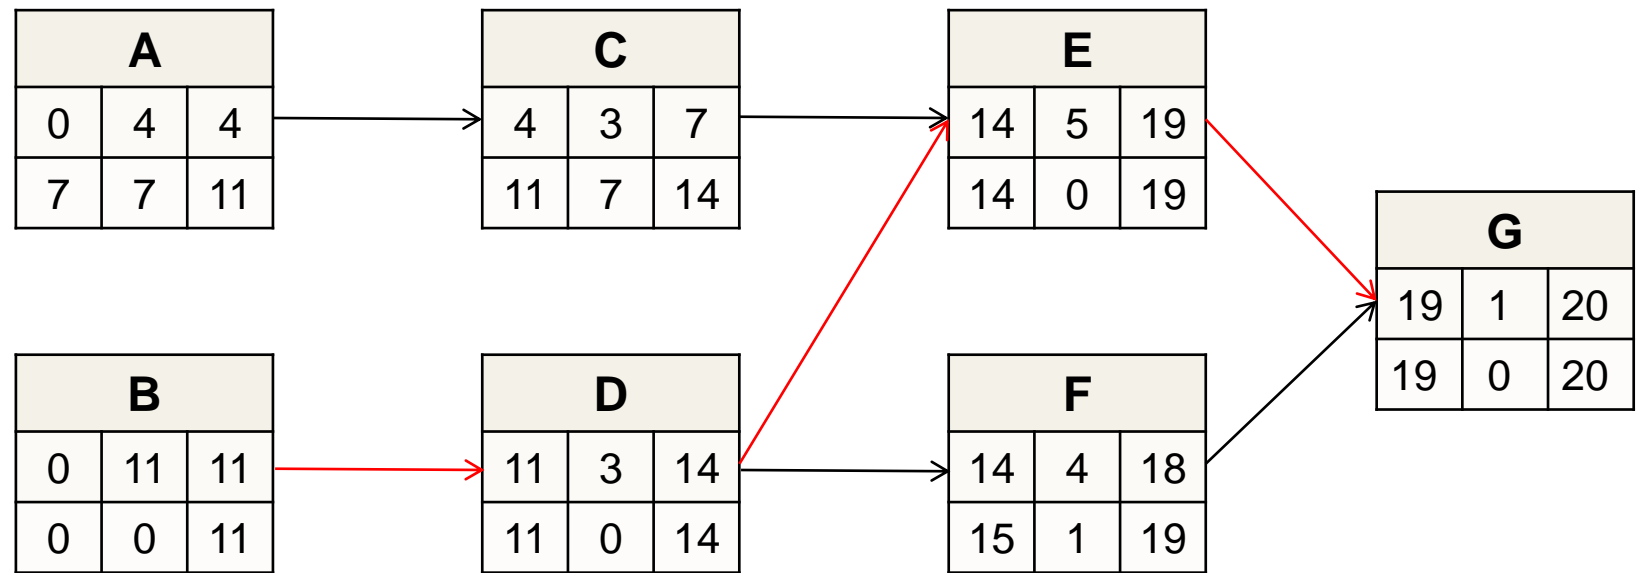 A
0 4 4
7 7 11
C
4 3 7
11 7 14
E
14 5 19
14 0 19
G
19 1 20
19 0 20
B
0 11 11
0 0 11
D
11 3 14
11 0 14
F
14 4 18
15 1 19